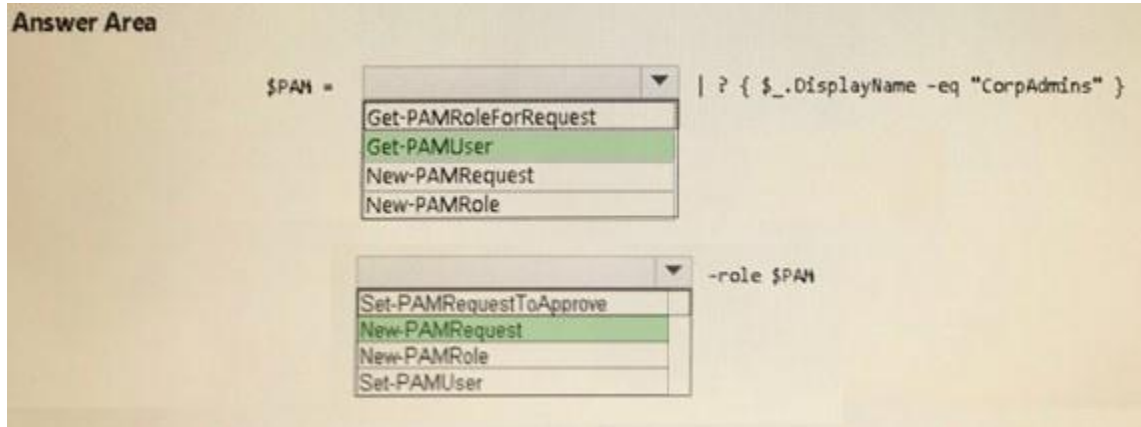 Answer Area
$PAM = | ? { $_.DisplayName -eq "CorpAdmins" }
Get-PAMRoleForRequest
Get-PAMUser
New-PAMRequest
New-PAMRole
-role $PAM
Set-PAMRequestToApprove
New-PAMRequest
New-PAMRole
Set-PAMUser